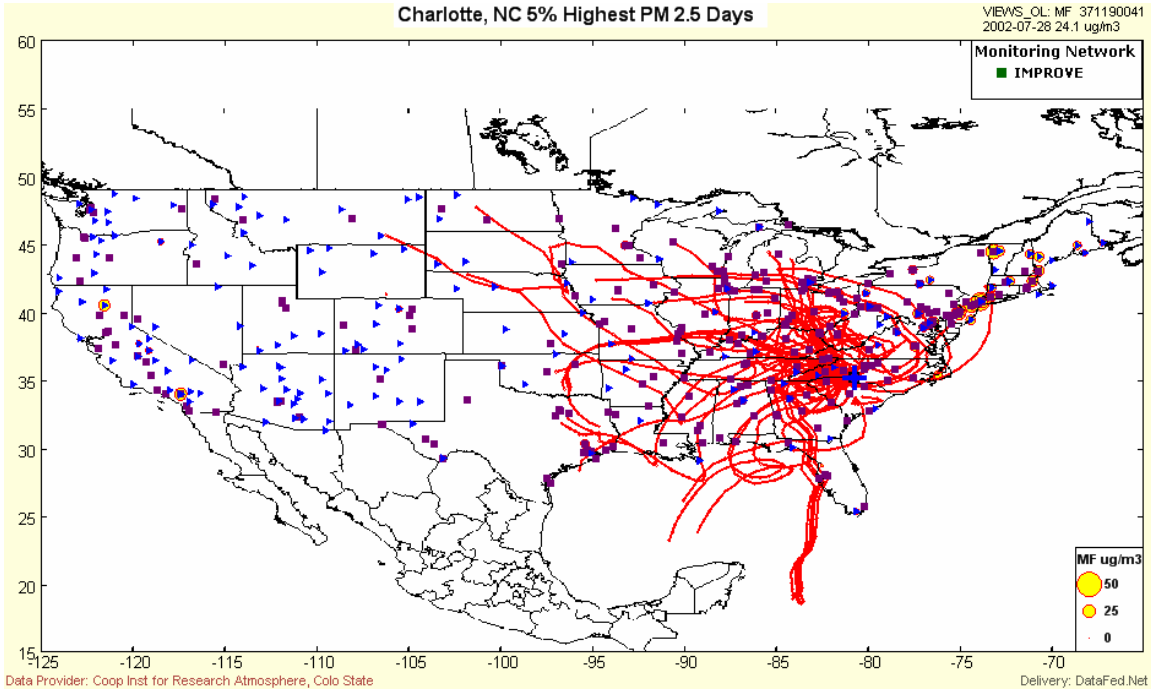 Charlotte, NC 5% Highest PM 2.5 Days
VIEWS_OL: MF 371190041
2002-07-28 24.1 ug/m3
Monitoring Network
IMPROVE
60
55
50
45
40
35
30
25
20
15
MF ug/m3
50
25
0
-125 -120 -115 -110 -105 -100 -95 -90 -85 -80 -75 -70
Data Provider: Coop Inst for Research Atmosphere, Colo State
Delivery: DataFed.Net